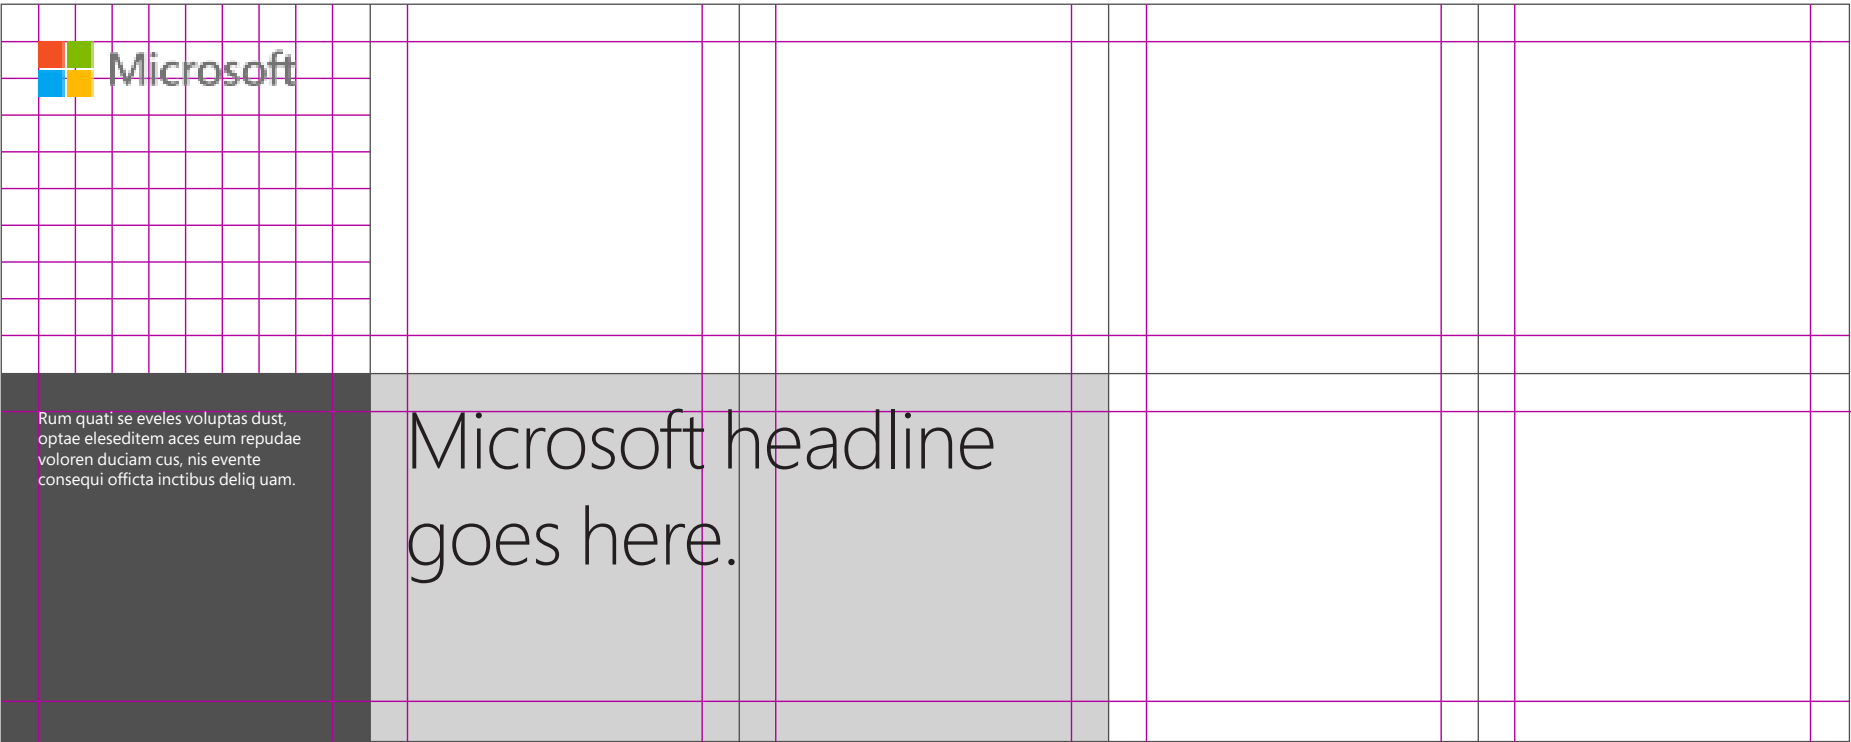 Microsoft
Rum quati se eveles voluptas dust,
optae eleseditem aces eum repudae
voloren duciam cus, nis evente
consequi officta inctibus deliq uam.
Microsoft headline
goes here.